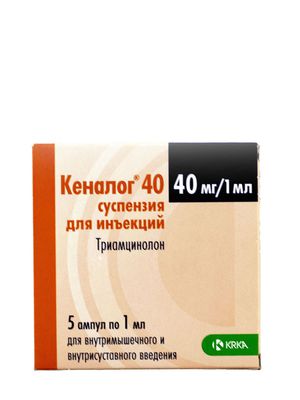 Кеналог® 40
40 мг/1 мл
суспензия
для инъекций
Триамцинолон
5 ампул по 1 мл
для внутримышечного и
внутрисуставного введения
KRKA